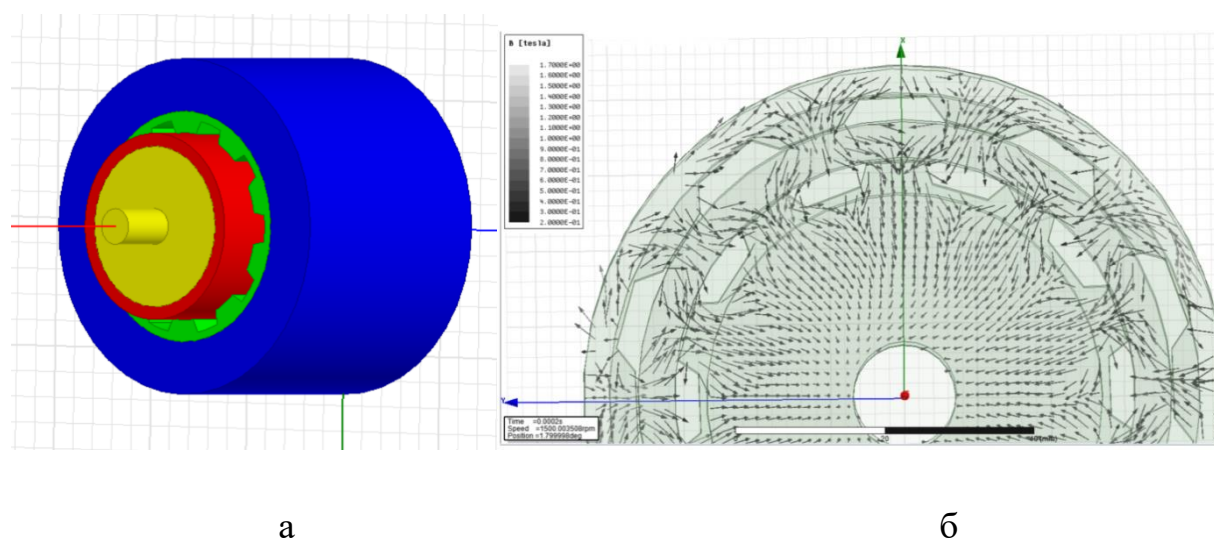 B [tesla]
1.7000E+00
1.6000E+00
1.5000E+00
1.4000E+00
1.3000E+00
1.2000E+00
1.1000E+00
1.0000E+00
9.0000E-01
8.0000E-01
7.0000E-01
6.0000E-01
5.0000E-01
4.0000E-01
3.0000E-01
2.0000E-01
X
Y
Time =0.0002s
Speed =1500.003508rpm
Position =1.799998deg
а
б